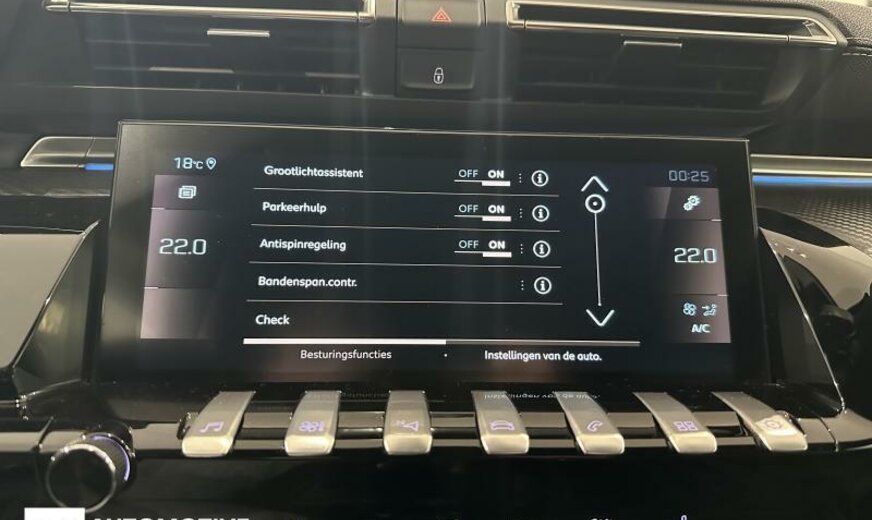 18°C
00:25
Grootlichtassistent OFF ON
Parkeerhulp OFF ON
Antispinregeling OFF ON
22.0
22.0
Bandenspan.contr.
Check
A/C
Besturingsfuncties
Instellingen van de auto.
AUTOMOTIVE